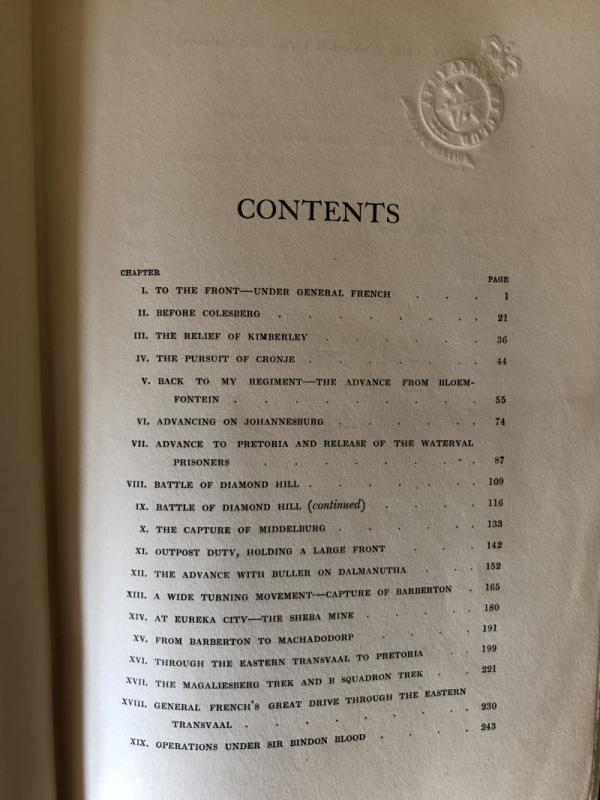 CONTENTS
CHAPTER PAGE
I. TO THE FRONT—UNDER GENERAL FRENCH . . . 1
II. BEFORE COLESBERG . . . . . . . . 21
III. THE RELIEF OF KIMBERLEY . . . . . . 36
IV. THE PURSUIT OF CRONJE . . . . . . . 44
V. BACK TO MY REGIMENT—THE ADVANCE FROM BLOEM-
FONTEIN . . . . . . . . . 55
VI. ADVANCING ON JOHANNESBURG . . . . . . 74
VII. ADVANCE TO PRETORIA AND RELEASE OF THE WATERVAL
PRISONERS . . . . . . . . 87
VIII. BATTLE OF DIAMOND HILL . . . . . . 109
IX. BATTLE OF DIAMOND HILL (continued) . . . . 116
X. THE CAPTURE OF MIDDELBURG . . . . . 133
XI. OUTPOST DUTY, HOLDING A LARGE FRONT . . . 142
XII. THE ADVANCE WITH BULLER ON DALMANUTHA . . . 152
XIII. A WIDE TURNING MOVEMENT—CAPTURE OF BARBERTON . 165
XIV. AT EUREKA CITY—THE SHEBA MINE . . . . 180
XV. FROM BARBERTON TO MACHADODORP . . . . 191
XVI. THROUGH THE EASTERN TRANSVAAL TO PRETORIA . . 199
XVII. THE MAGALIESBERG TREK AND B SQUADRON TREK . . 221
XVIII. GENERAL FRENCH'S GREAT DRIVE THROUGH THE EASTERN
TRANSVAAL . . . . . . . . 230
XIX. OPERATIONS UNDER SIR BINDON BLOOD . . . . 243